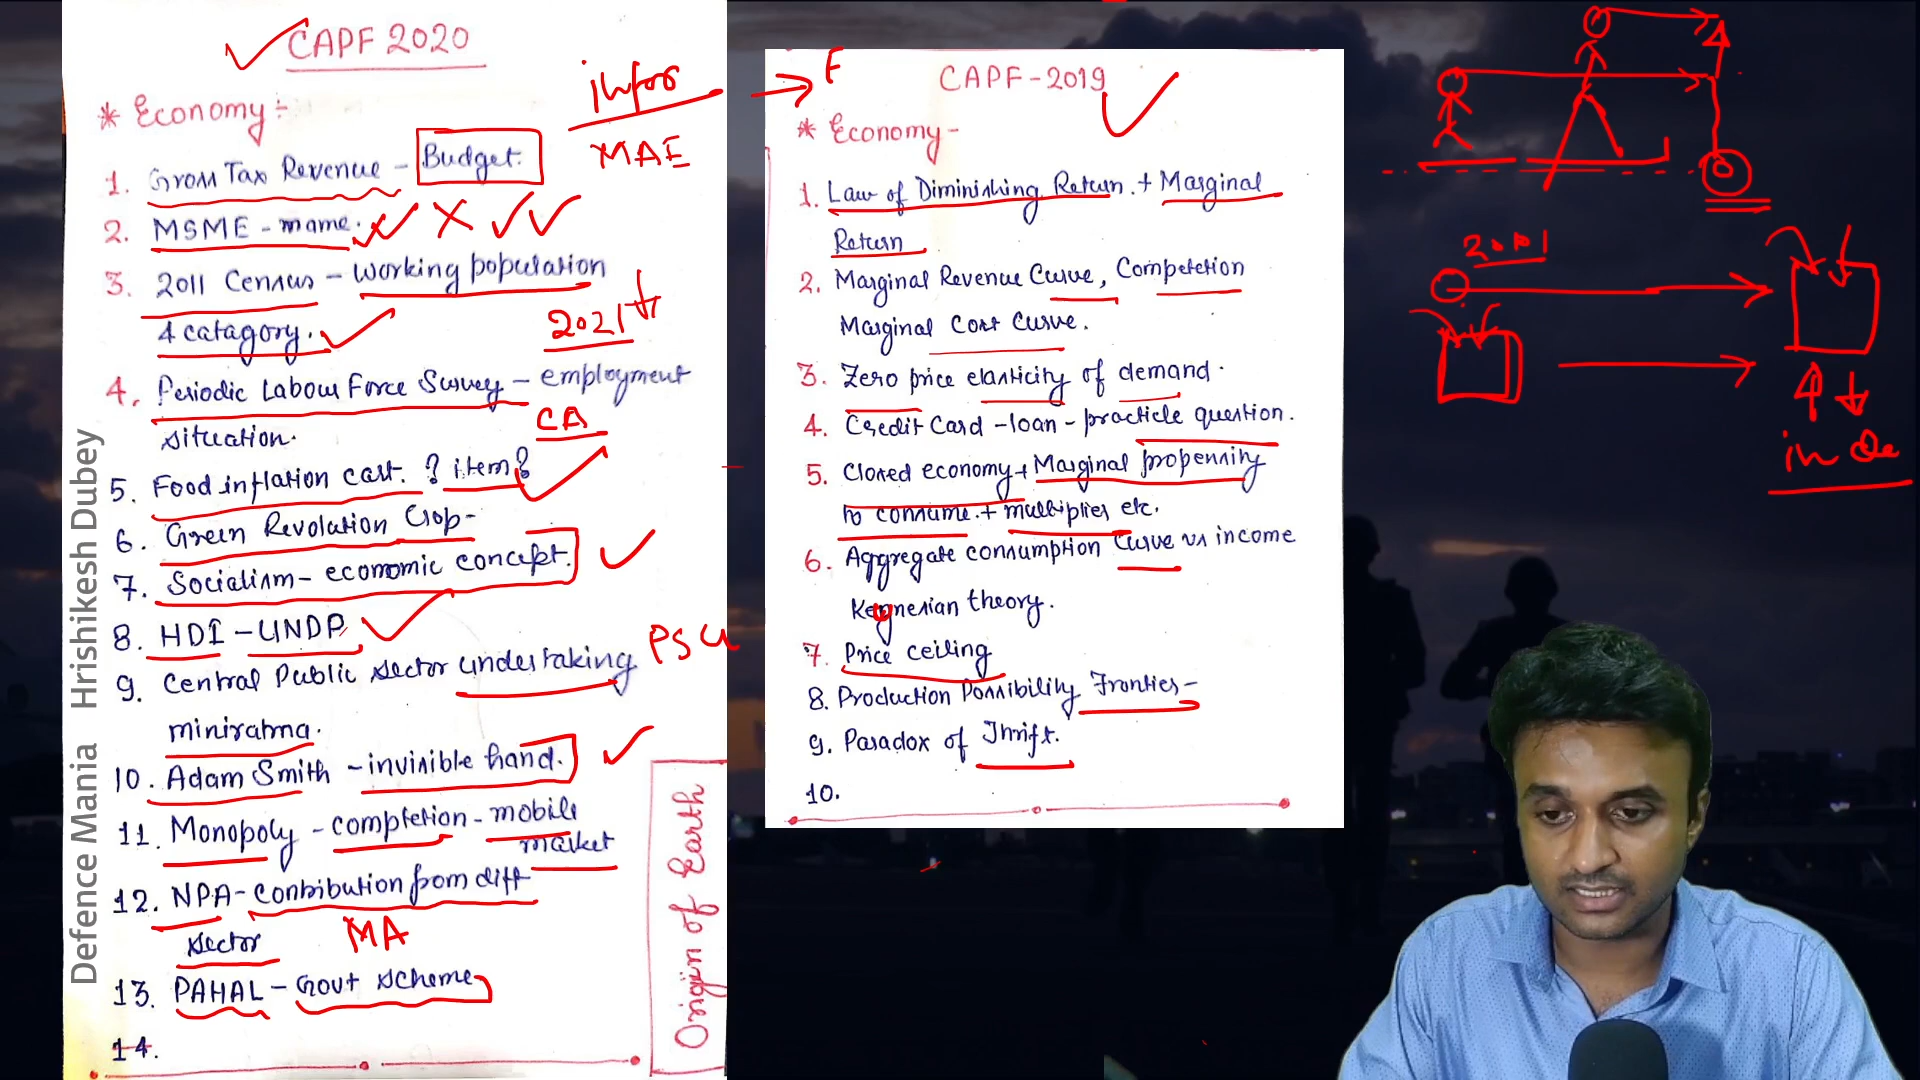 CAPF 2020
* Economy :-
1. Gross Tax Revenue - Budget.
2. MSME - mame.
3. 2011 Census - working population
4 catagory.
4. Periodic Labour Force Survey - employment
situation.
5. Food inflation cast. ? item?
6. Green Revolution Crop -
7. Socialism - economic concept.
8. HDI - UNDP
9. Central Public sector undertaking
miniratna.
10. Adam Smith - invisible hand.
11. Monopoly - competion - mobile
market
12. NPA - Contribution from diff
sector
13. PAHAL - Govt scheme
14.
infor
MAE
2021
CA
PSU
MA
Origin of Earth
Defence Mania Hrishikesh Dubey
F
CAPF - 2019
* Economy -
1. Law of Diminishing Return. + Marginal
Return
2. Marginal Revenue Curve, Competetion
Marginal Cost Curve.
3. Zero price elasticity of demand.
4. Credit Card - loan - practicle question.
5. Closed economy + Marginal propensity
to consume. + multiplier etc.
6. Aggregate consumption Curve vs income
Keynesian theory.
7. Price ceiling
8. Production Possibility Frontier -
9. Paradox of Thrift.
10.
in de